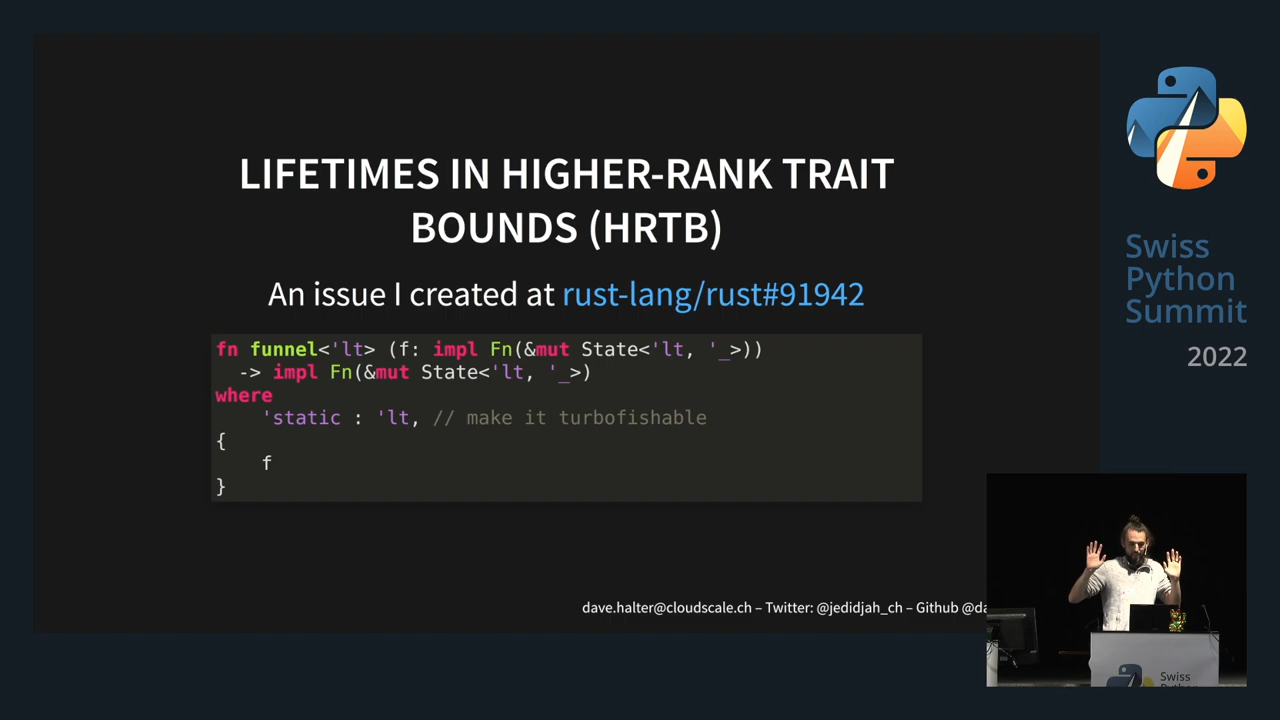 LIFETIMES IN HIGHER-RANK TRAIT
BOUNDS (HRTB)
An issue I created at rust-lang/rust#91942
fn funnel<'lt> (f: impl Fn(&mut State<'lt, '_>))
  -> impl Fn(&mut State<'lt, '_>)
where
    'static : 'lt, // make it turbofishable
{
    f
}
dave.halter@cloudscale.ch – Twitter: @jedidjah_ch – Github @da
Swiss
Python
Summit
2022
Swiss